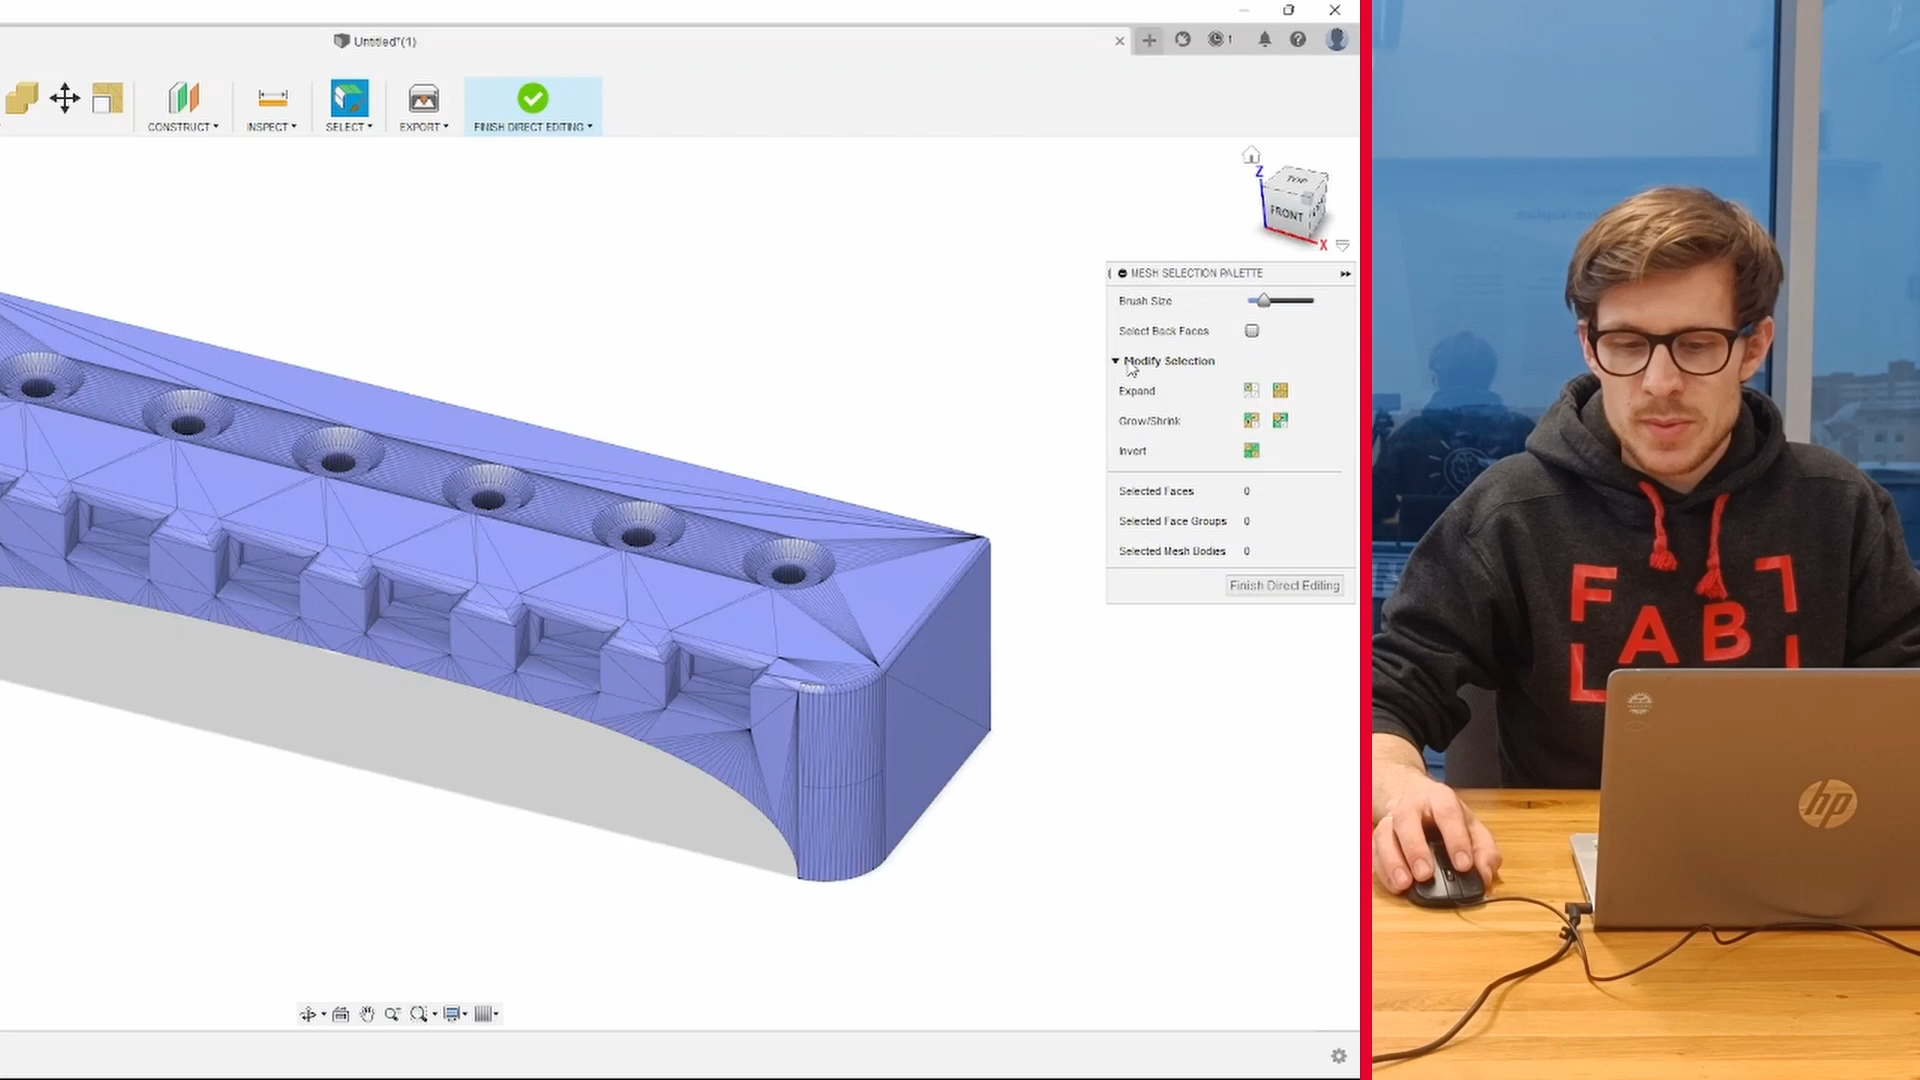 Untitled*(1)
1
CONSTRUCT
INSPECT
SELECT
EXPORT
FINISH DIRECT EDITING
Z
TOP
FRONT
X
MESH SELECTION PALETTE
Brush Size
Select Back Faces
Modify Selection
Expand
Grow/Shrink
Invert
Selected Faces 0
Selected Face Groups 0
Selected Mesh Bodies 0
Finish Direct Editing
F
AB
hp